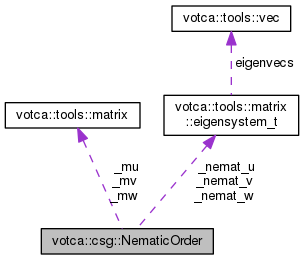 votca::tools::vec
eigenvecs
votca::tools::matrix
votca::tools::matrix
::eigensystem_t
_mu
_mv
_mw
_nemat_u
_nemat_v
_nemat_w
votca::csg::NematicOrder